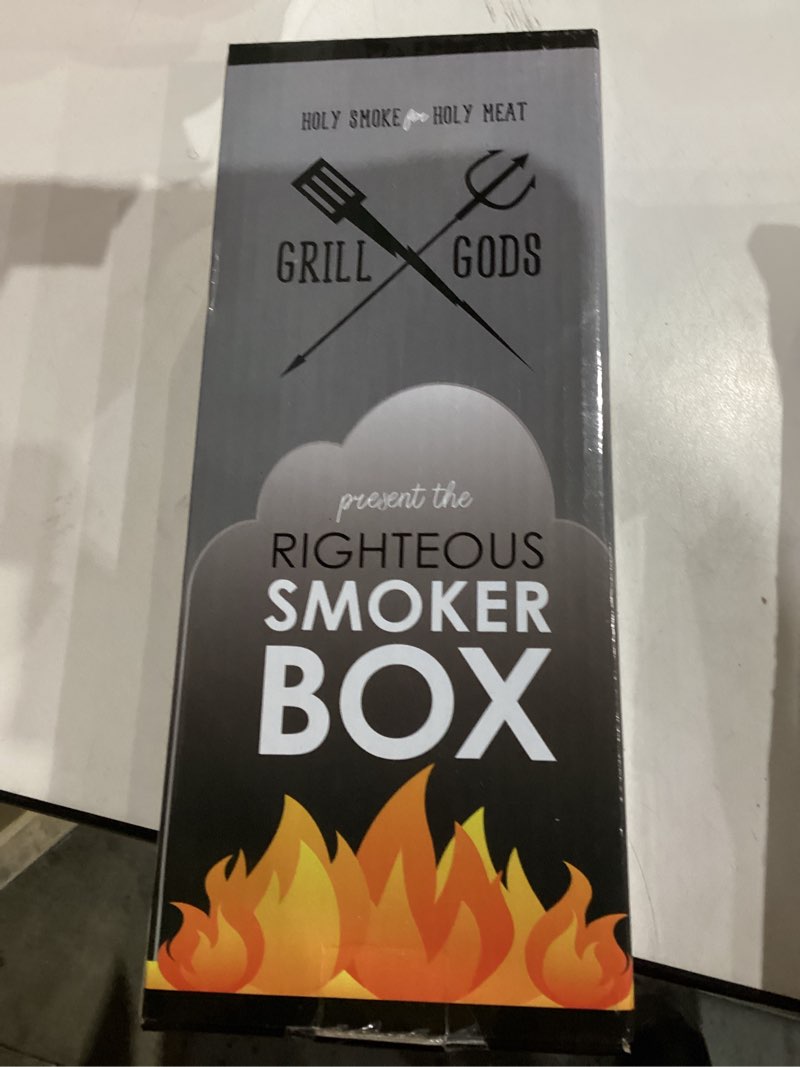 HOLY SMOKE for HOLY MEAT
GRILL GODS
present the
RIGHTEOUS
SMOKER
BOX